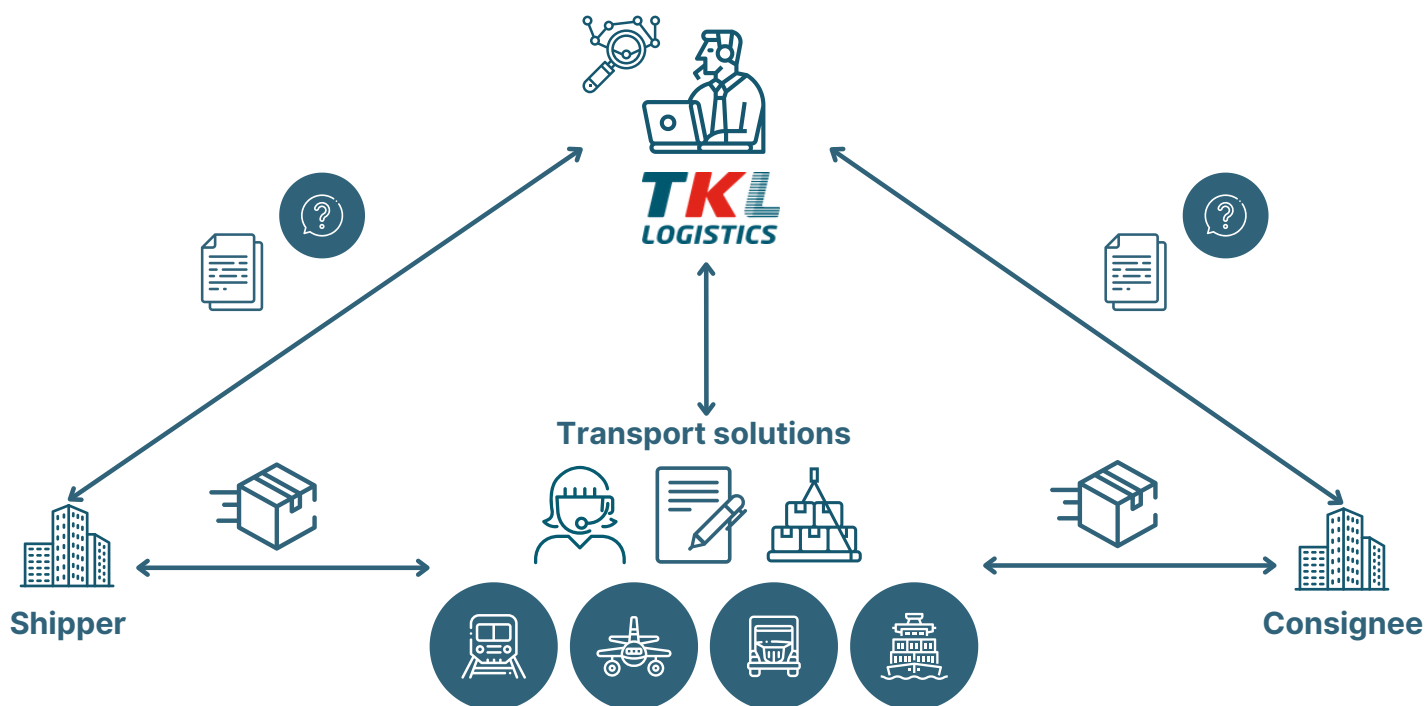 TKL
LOGISTICS
Transport solutions
Shipper
Consignee